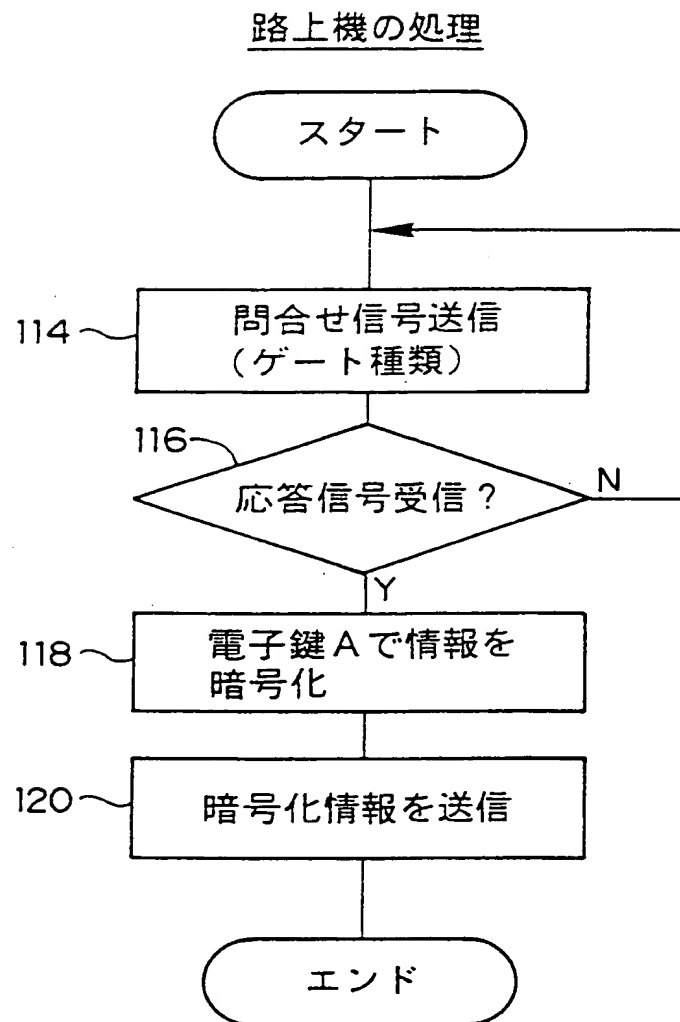 路上機の処理
スタート
114
問合せ信号送信
(ゲート種類)
116
応答信号受信?
N
Y
118
電子鍵Aで情報を
暗号化
120
暗号化情報を送信
エンド